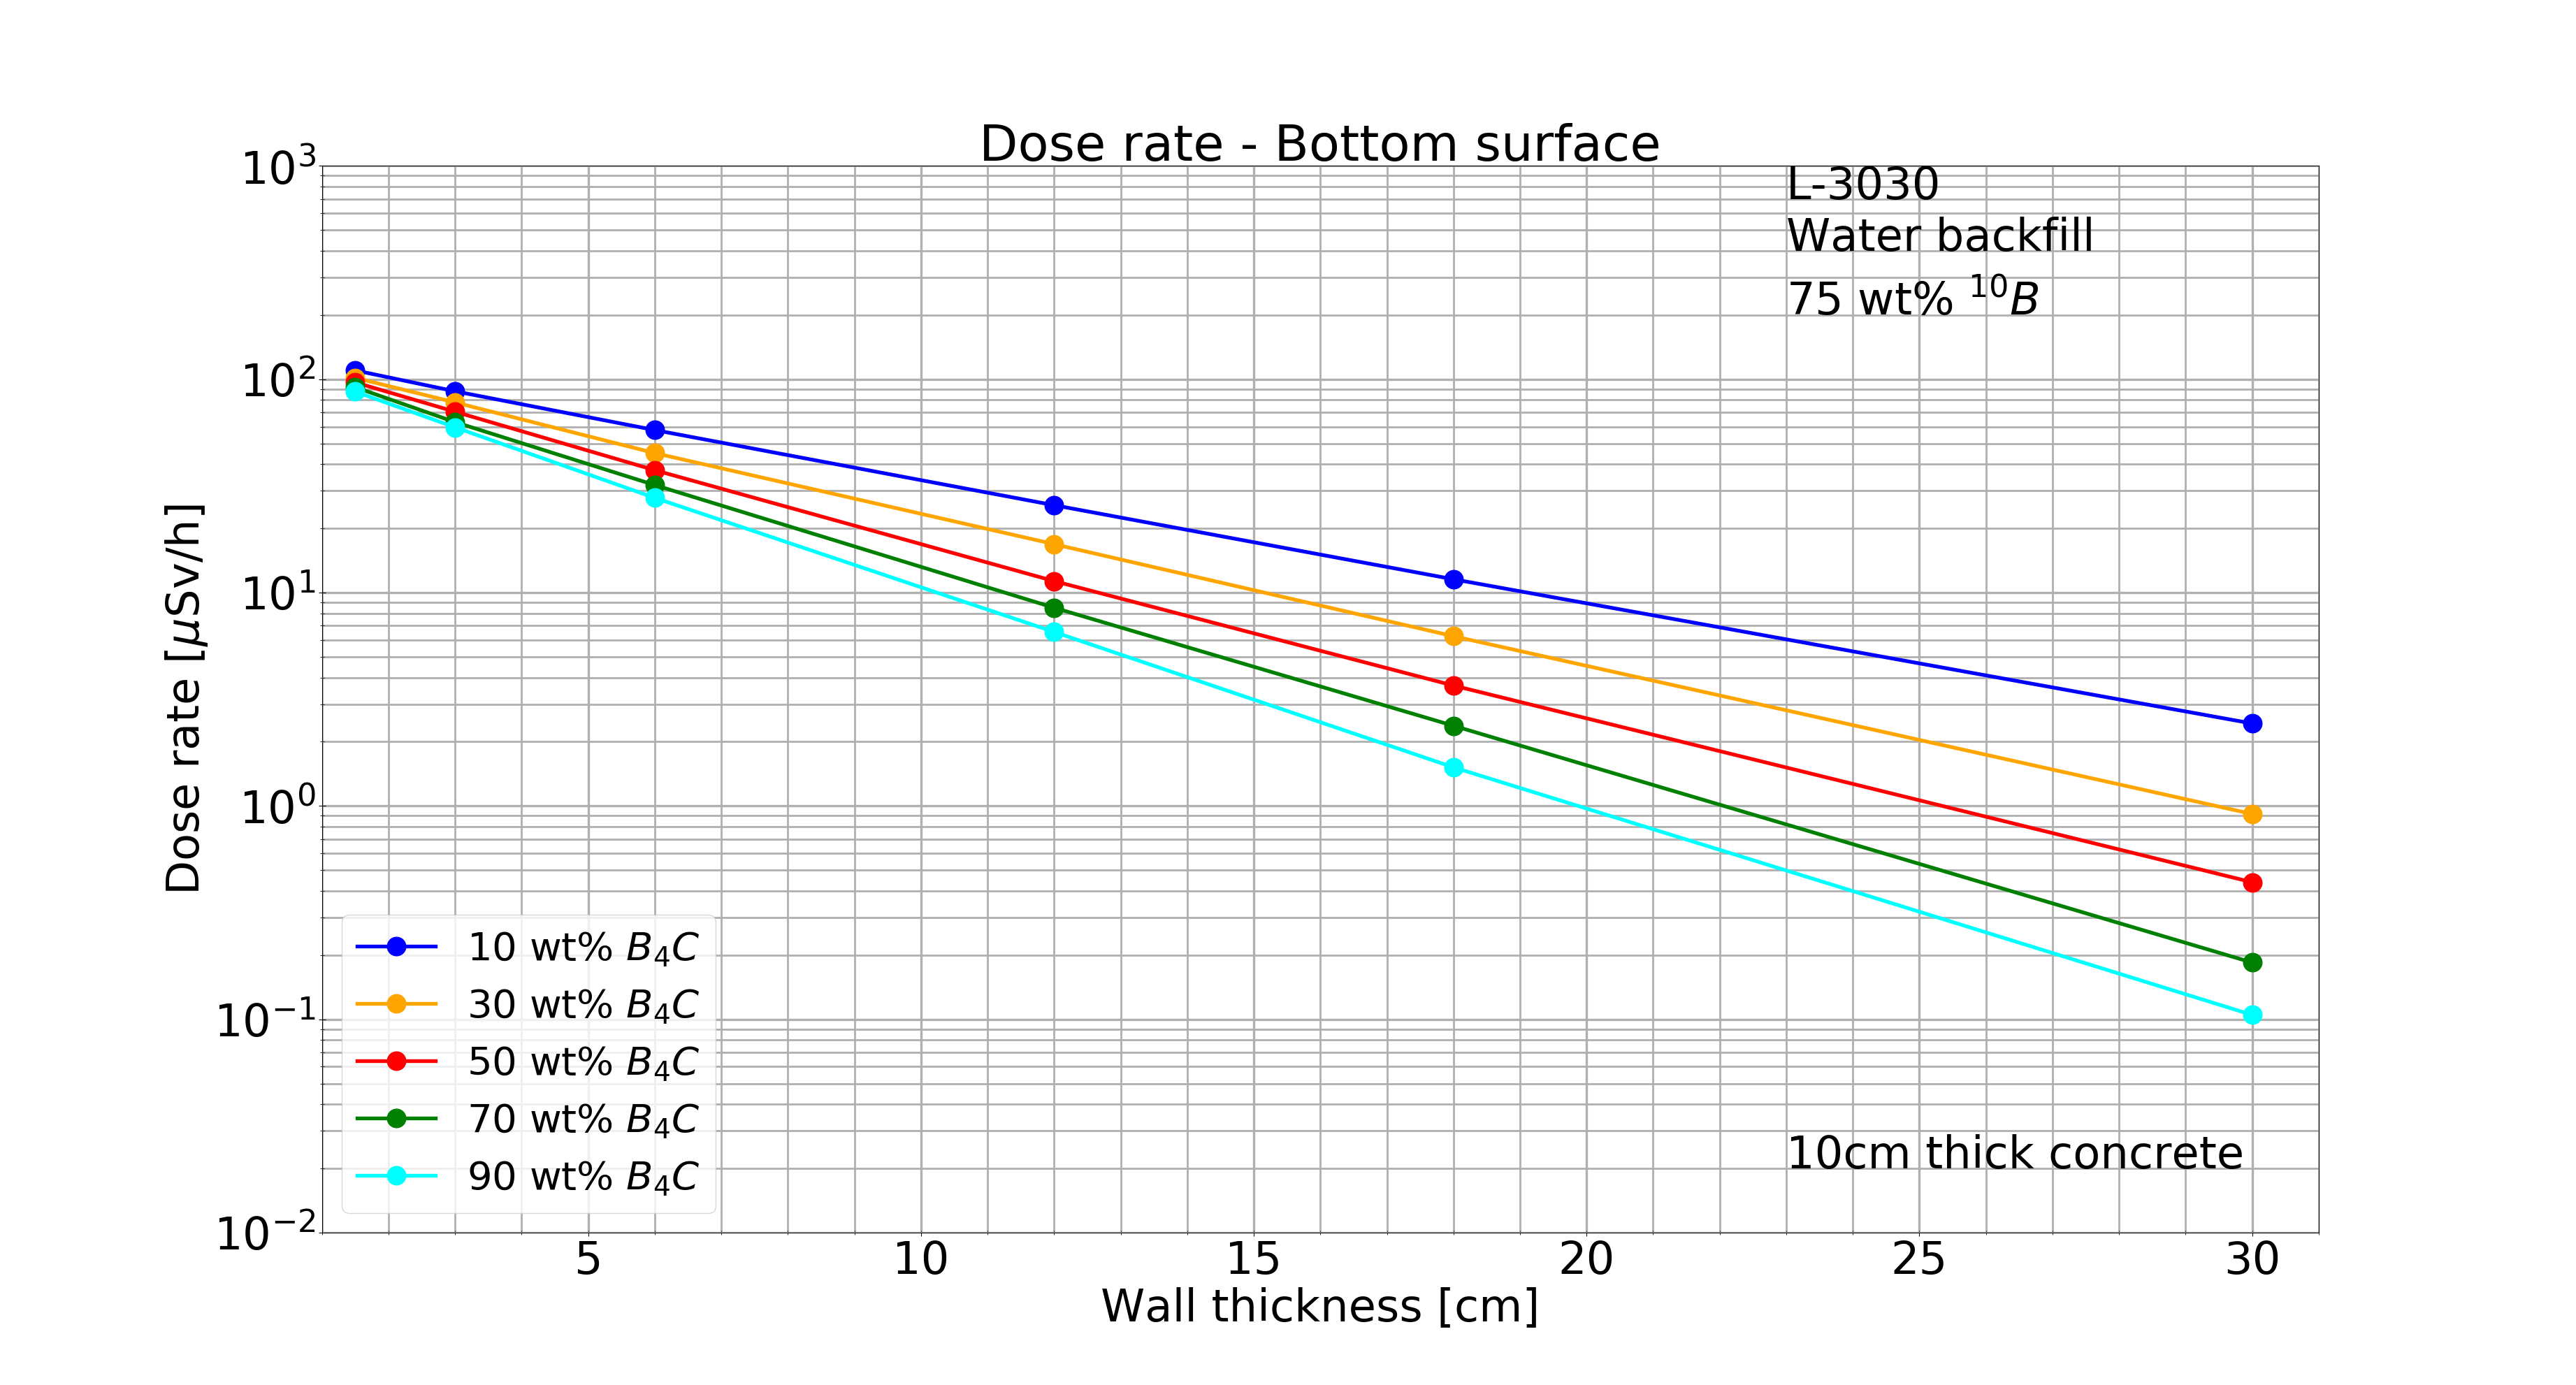 Dose rate - Bottom surface
L-3030
Water backfill
75 wt% ¹⁰B
10³
10²
10¹
10⁰
10⁻¹
10⁻²
Dose rate [μSv/h]
10 wt% B₄C
30 wt% B₄C
50 wt% B₄C
70 wt% B₄C
90 wt% B₄C
10cm thick concrete
5 10 15 20 25 30
Wall thickness [cm]